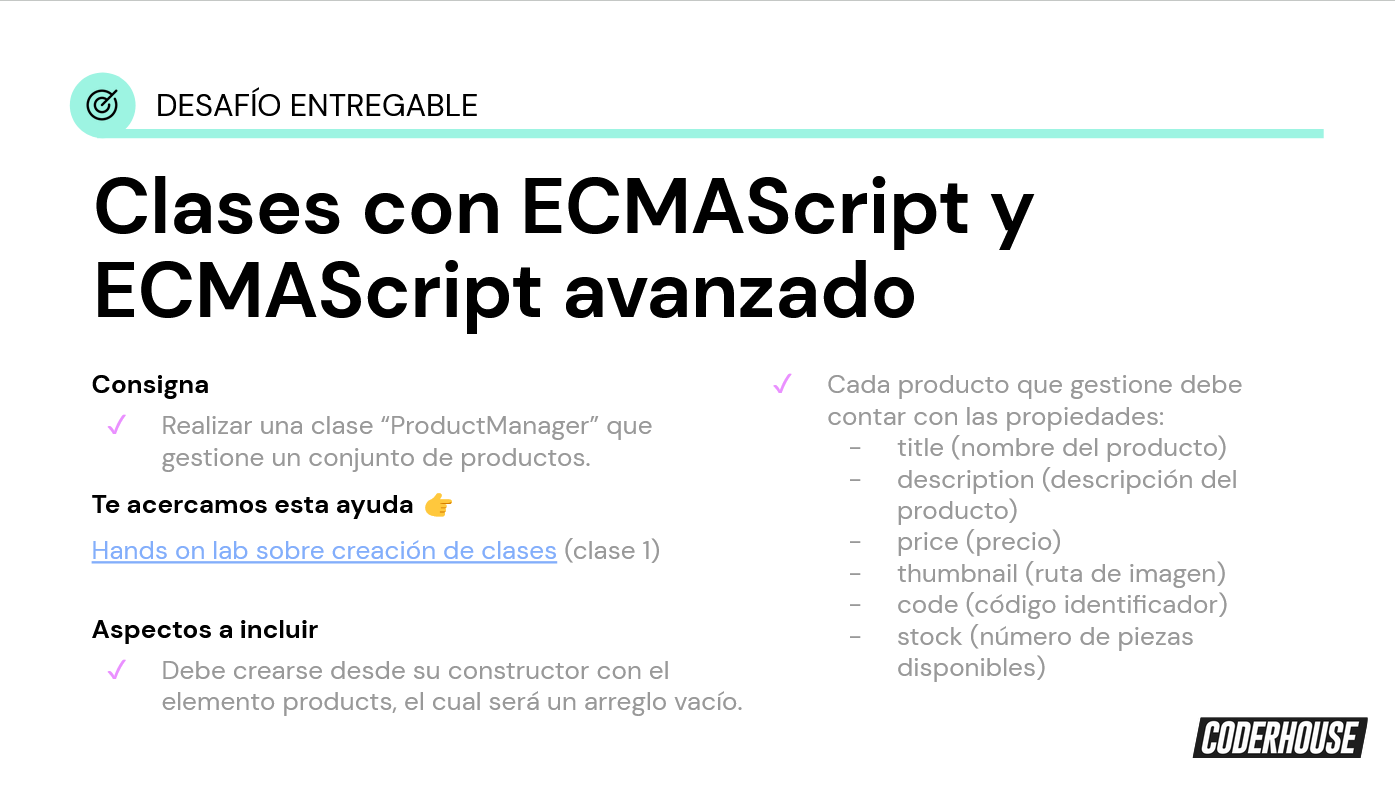 DESAFÍO ENTREGABLE
Clases con ECMAScript y
ECMAScript avanzado
Consigna
✓ Realizar una clase “ProductManager” que
gestione un conjunto de productos.
Te acercamos esta ayuda 👉
Hands on lab sobre creación de clases (clase 1)
Aspectos a incluir
✓ Debe crearse desde su constructor con el
elemento products, el cual será un arreglo vacío.
✓ Cada producto que gestione debe
contar con las propiedades:
- title (nombre del producto)
- description (descripción del
producto)
- price (precio)
- thumbnail (ruta de imagen)
- code (código identificador)
- stock (número de piezas
disponibles)
CODERHOUSE